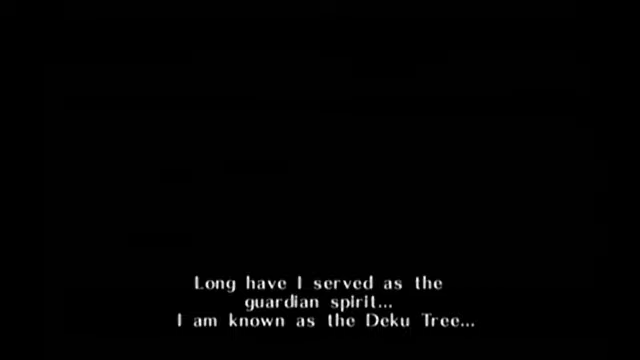 Long have I served as the
guardian spirit...
I am known as the Deku Tree...